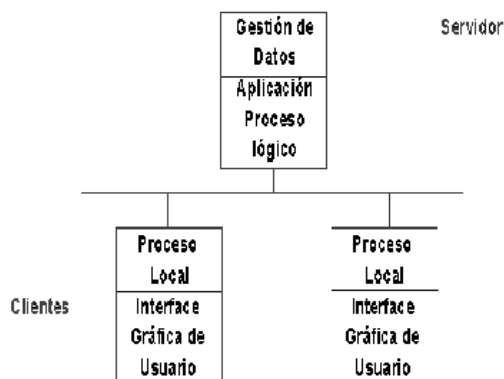 Gestión de
Datos
Servidor
Aplicación
Proceso
lógico
Proceso
Local
Proceso
Local
Clientes
Interface
Gráfica de
Usuario
Interface
Gráfica de
Usuario